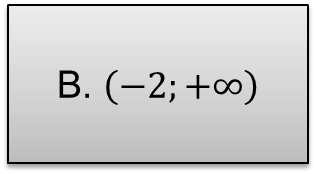 B. (−2; +∞)